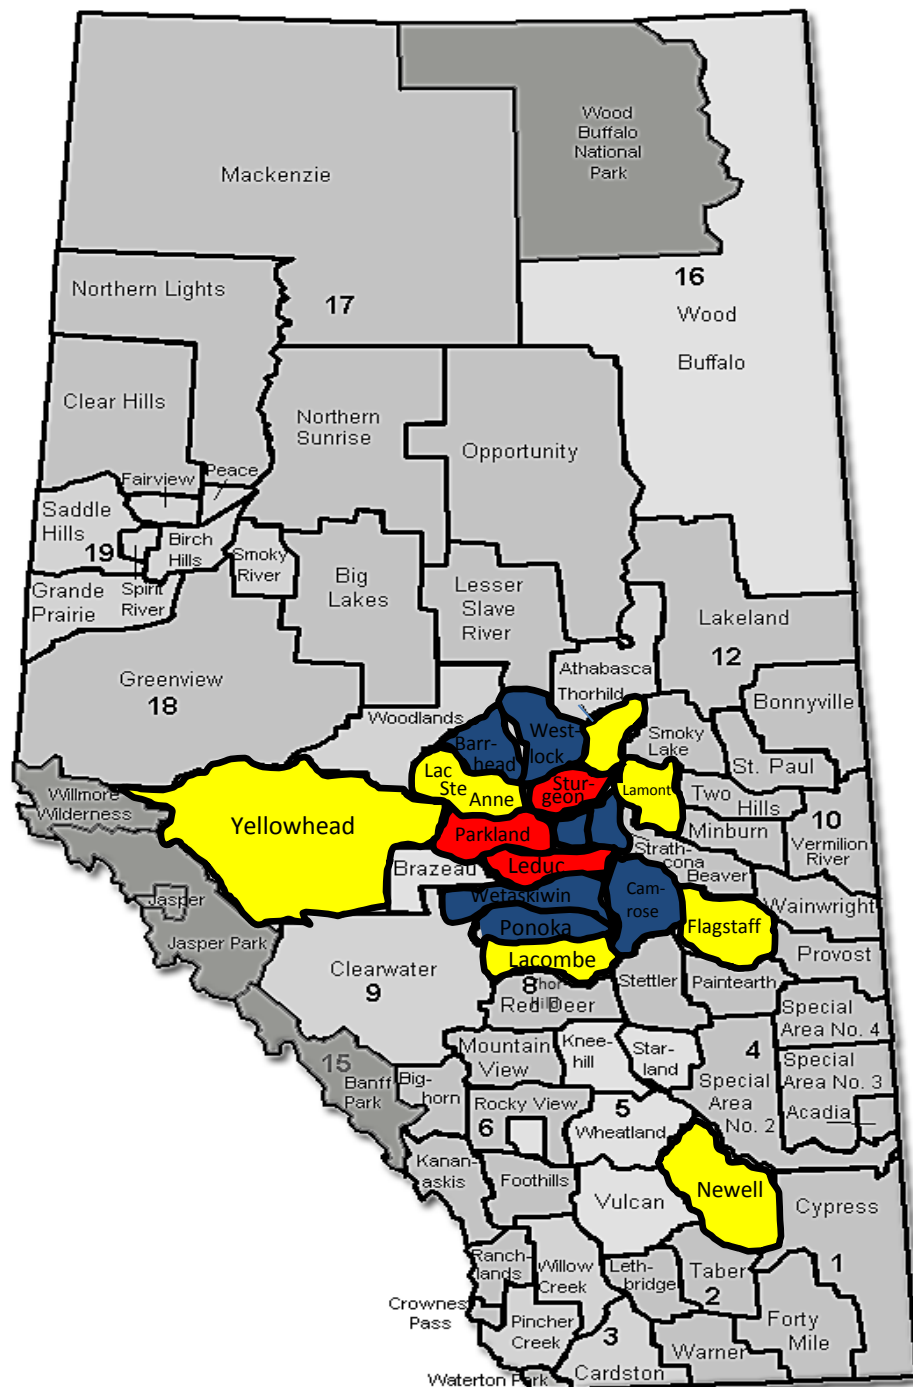 Wood
Buffalo
National
Park
Mackenzie
16
Northern Lights
17
Wood
Buffalo
Clear Hills
Northern
Sunrise
Opportunity
Peace
Fairview
Saddle
Hills
19
Birch
Hills
Smoky
River
Big
Lakes
Lesser
Slave
River
Grande
Prairie
Spirit
River
Lakeland
12
Athabasca
Greenview
18
Thorhild
Bonnyville
Woodlands
West-
lock
Smoky
Lake
Barr-
head
St. Paul
Lac
Ste
Anne
Stur-
geon
Lamont
Two
Hills
Willmore
Wilderness
10
Yellowhead
Parkland
Minburn
Vermilion
River
Strath-
cona
Brazeau
Leduc
Beaver
Jasper
Wetaskiwin
Cam-
rose
Wainwright
Ponoka
Flagstaff
Jasper Park
Provost
Lacombe
Clearwater
9
8
Thor
Hild
Red Deer
Stettler
Paintearth
Special
Area No. 4
Mountain
View
Knee-
hill
Star-
land
4
15
Special
Area No. 3
Banff
Park
Big-
horn
Special
Area
No. 2
Rocky View
5
Acadia
6
Wheatland
Kanan-
askis
Foothills
Newell
Vulcan
Cypress
1
Ranch-
lands
Willow
Creek
Leth-
bridge
Taber
2
Crownes
Pass
Pincher
Creek
3
Forty
Mile
Warner
Cardston
Waterton Park